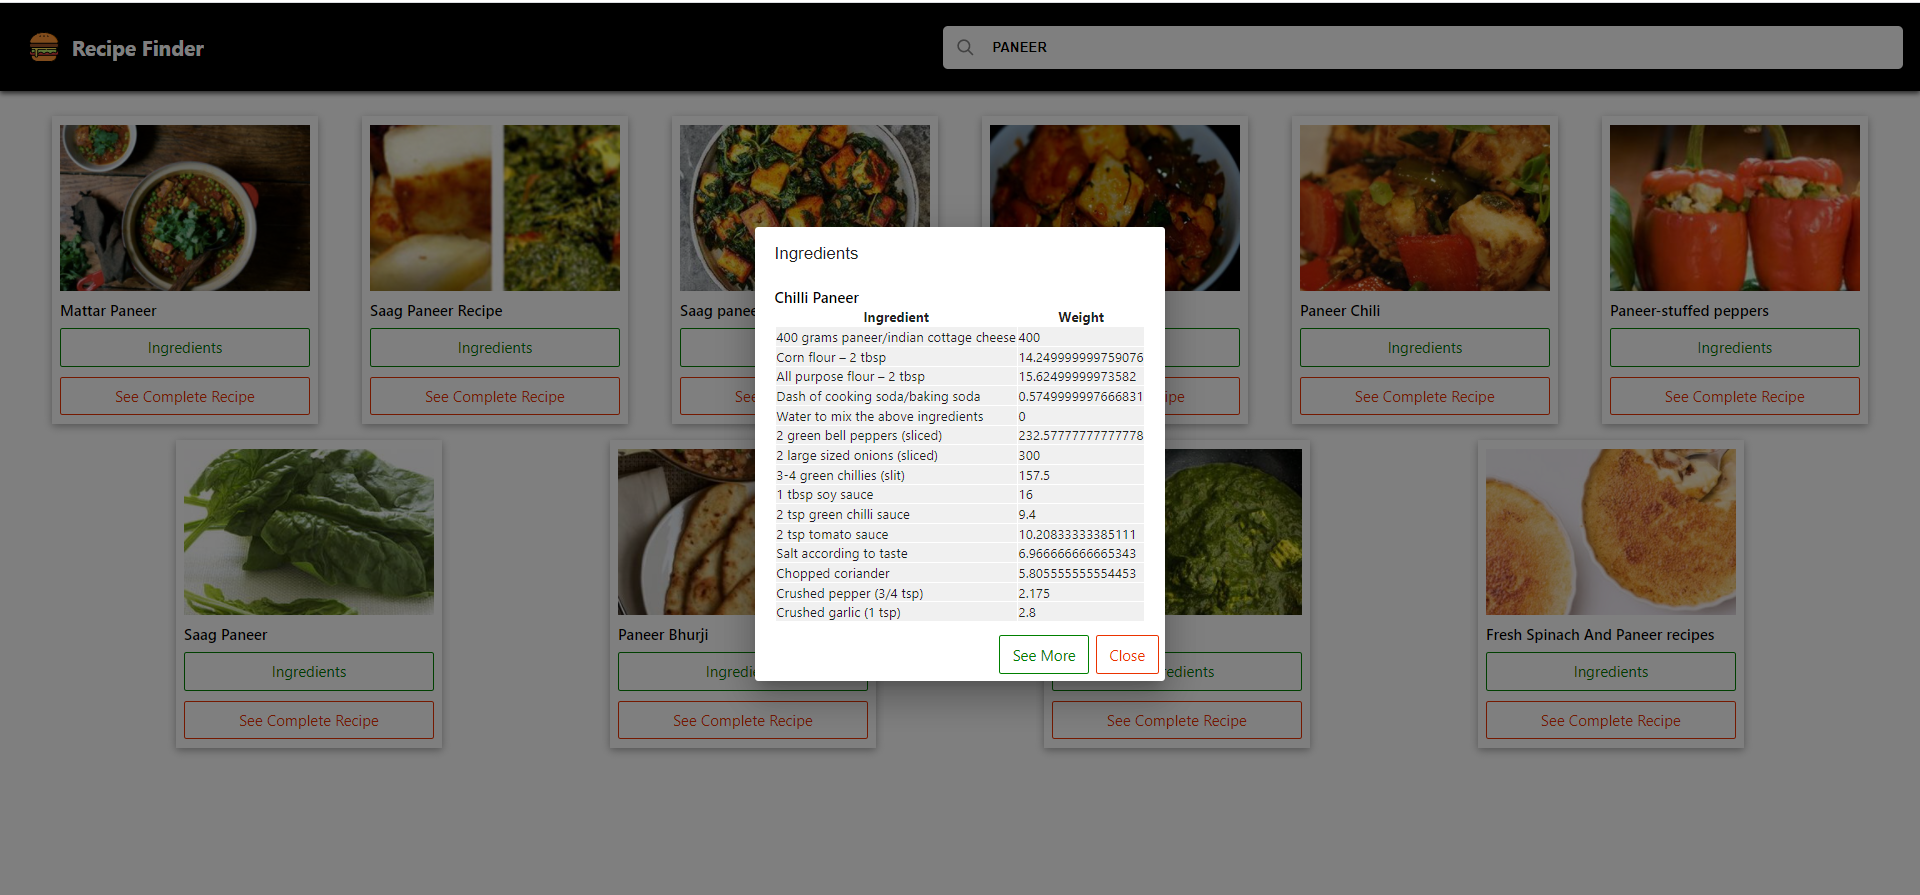 Recipe Finder
PANEER
Mattar Paneer
Saag Paneer Recipe
Saag panee
Paneer Chili
Paneer-stuffed peppers
Ingredients
Ingredients
Ingredients
Ingredients
See Complete Recipe
See Complete Recipe
See
ipe
See Complete Recipe
See Complete Recipe
Ingredients
Chilli Paneer
Ingredient Weight
400 grams paneer/indian cottage cheese 400
Corn flour – 2 tbsp 14.249999999759076
All purpose flour – 2 tbsp 15.62499999973582
Dash of cooking soda/baking soda 0.5749999997666831
Water to mix the above ingredients 0
2 green bell peppers (sliced) 232.57777777777778
2 large sized onions (sliced) 300
3-4 green chillies (slit) 157.5
1 tbsp soy sauce 16
2 tsp green chilli sauce 9.4
2 tsp tomato sauce 10.20833333385111
Salt according to taste 6.966666666665343
Chopped coriander 5.805555555554453
Crushed pepper (3/4 tsp) 2.175
Crushed garlic (1 tsp) 2.8
See More
Close
Saag Paneer
Paneer Bhurji
Fresh Spinach And Paneer recipes
Ingredients
Ingredie
edients
Ingredients
See Complete Recipe
See Complete Recipe
See Complete Recipe
See Complete Recipe